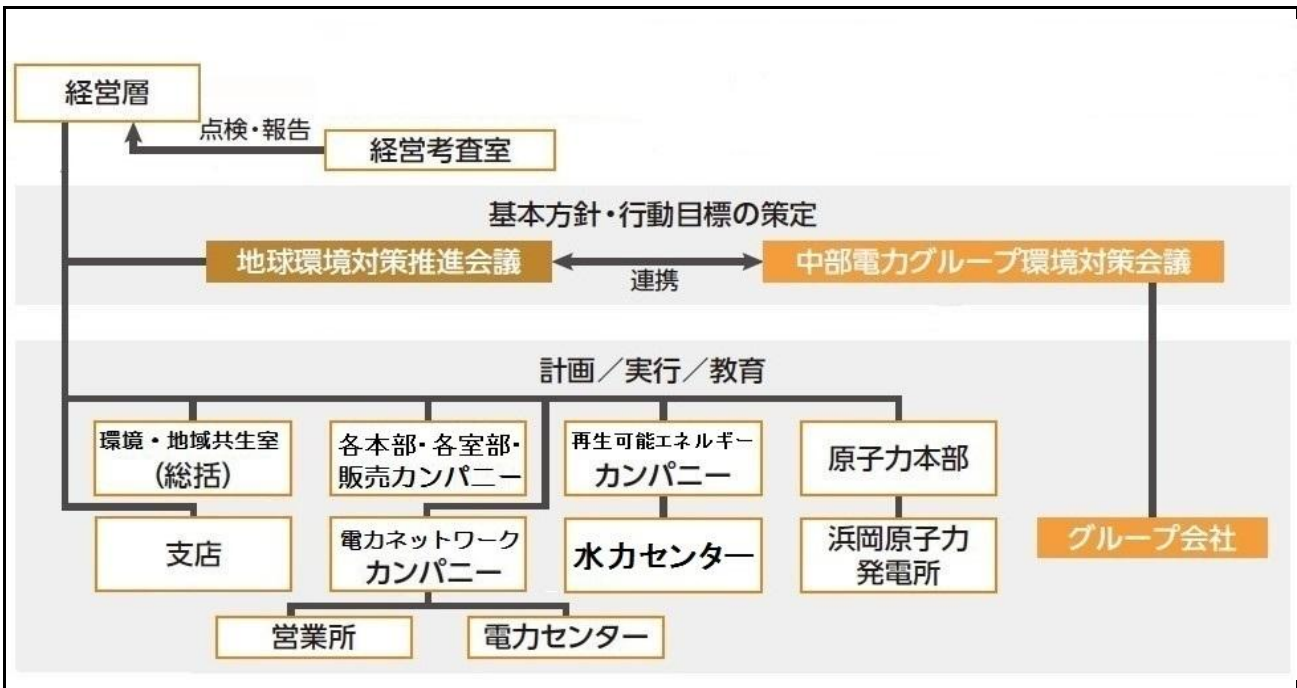 経営層
点検・報告
経営考査室
基本方針・行動目標の策定
地球環境対策推進会議
連携
中部電力グループ環境対策会議
計画／実行／教育
環境・地域共生室
(総括)
各本部・各室部・
販売カンパニー
再生可能エネルギー
カンパニー
原子力本部
支店
電力ネットワーク
カンパニー
水力センター
浜岡原子力
発電所
グループ会社
営業所
電力センター